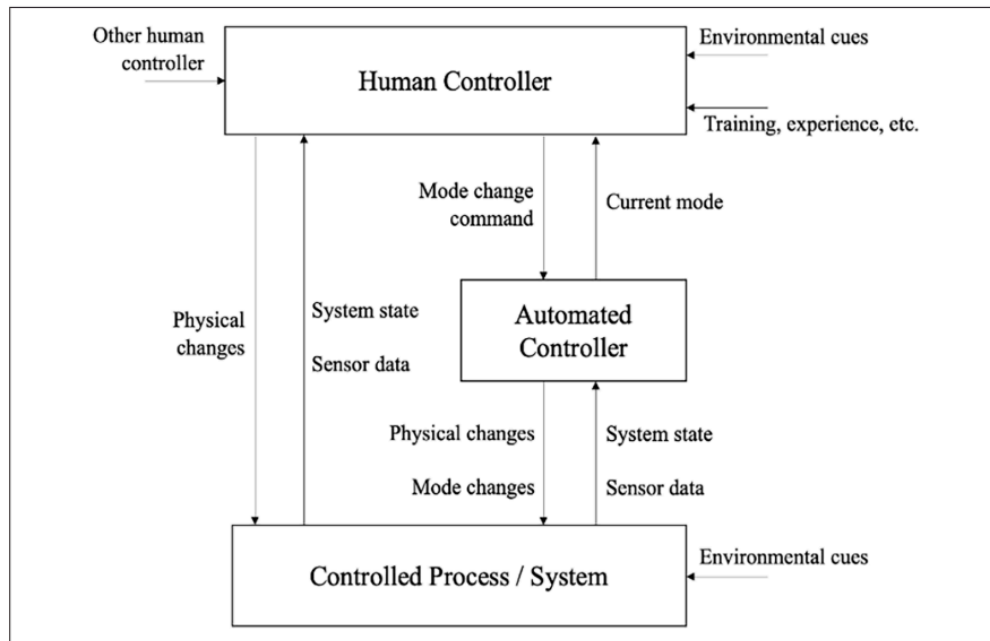 Other human
controller
Human Controller
Environmental cues
Training, experience, etc.
Mode change
command
Current mode
Physical
changes
System state
Sensor data
Automated
Controller
Physical changes
Mode changes
System state
Sensor data
Controlled Process / System
Environmental cues